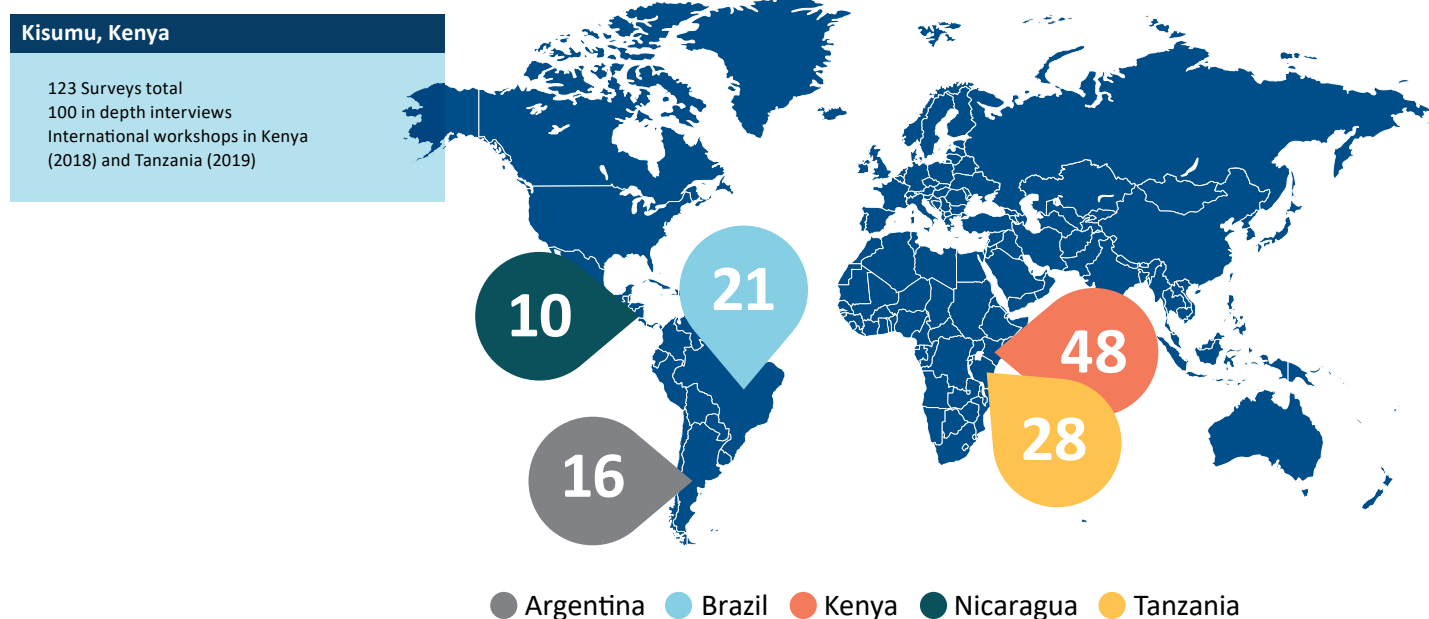 Kisumu, Kenya
123 Surveys total
100 in depth interviews
International workshops in Kenya
(2018) and Tanzania (2019)
21
10
48
28
16
Argentina Brazil Kenya Nicaragua Tanzania